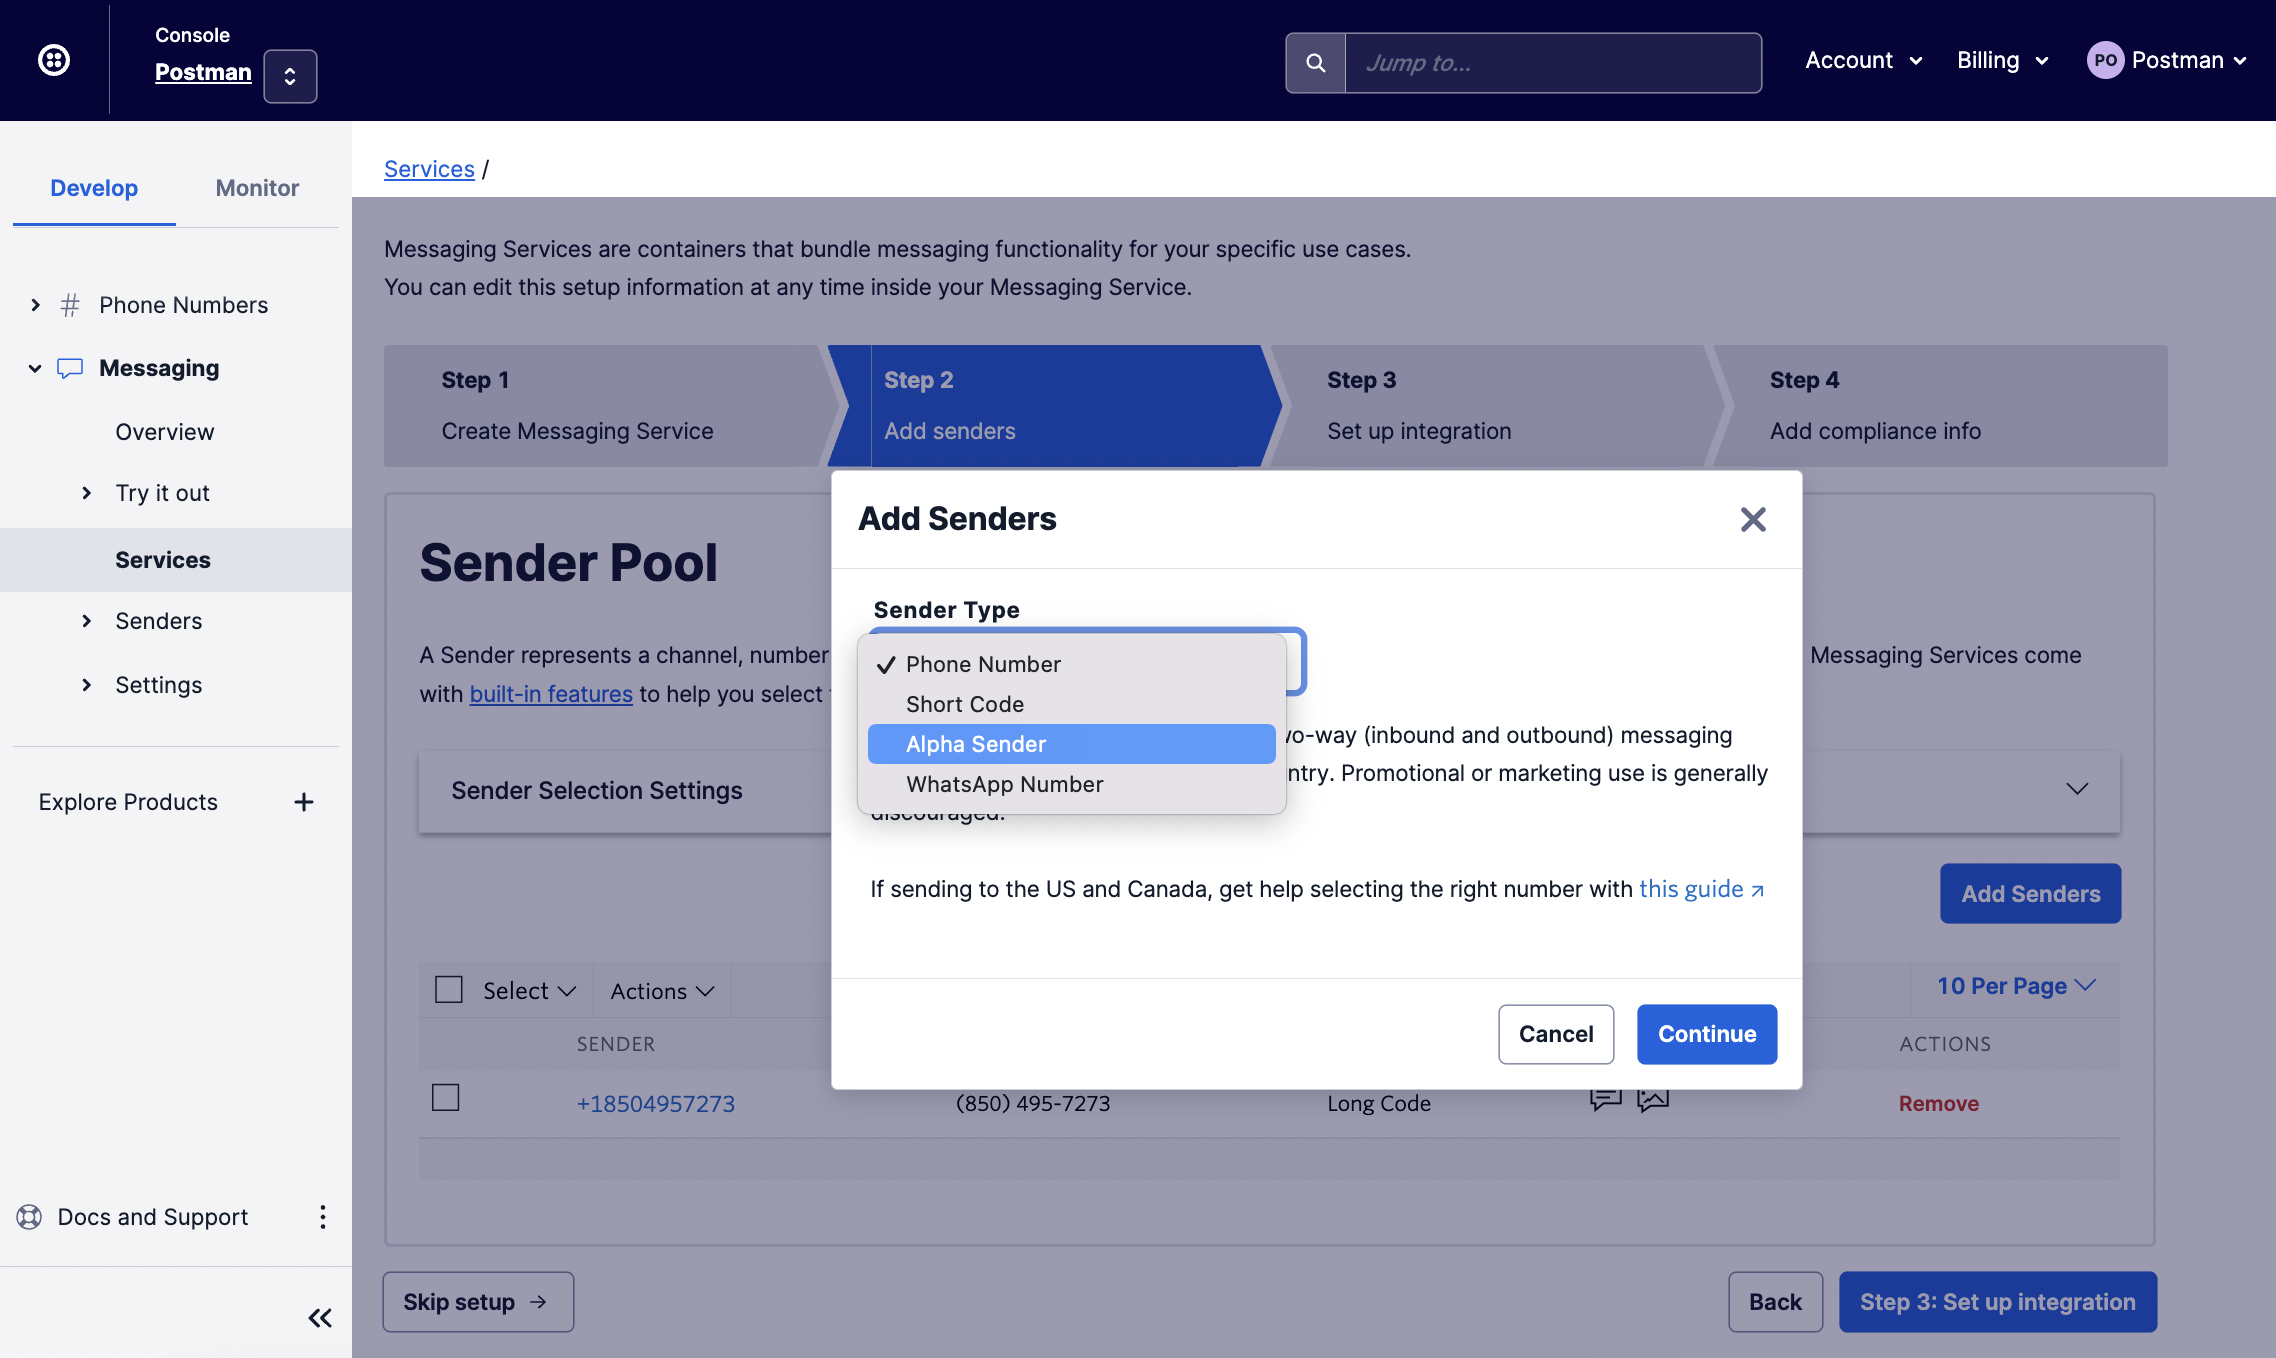 Console
Postman
Jump to...
Account
Billing
PO
Postman
Develop
Monitor
Phone Numbers
Messaging
Overview
Try it out
Services
Senders
Settings
Explore Products
Docs and Support
Services /
Messaging Services are containers that bundle messaging functionality for your specific use cases.
You can edit this setup information at any time inside your Messaging Service.
Step 1
Create Messaging Service
Step 2
Add senders
Step 3
Set up integration
Step 4
Add compliance info
Sender Pool
A Sender represents a channel, number
Messaging Services come
with built-in features to help you select
Sender Selection Settings
Add Senders
Select
Actions
10 Per Page
SENDER
ACTIONS
+18504957273
(850) 495-7273
Long Code
Remove
Skip setup →
Back
Step 3: Set up integration
Add Senders
Sender Type
✓ Phone Number
Short Code
Alpha Sender
WhatsApp Number
(inbound and outbound) messaging
Promotional or marketing use is generally
discouraged.
If sending to the US and Canada, get help selecting the right number with this guide
Cancel
Continue